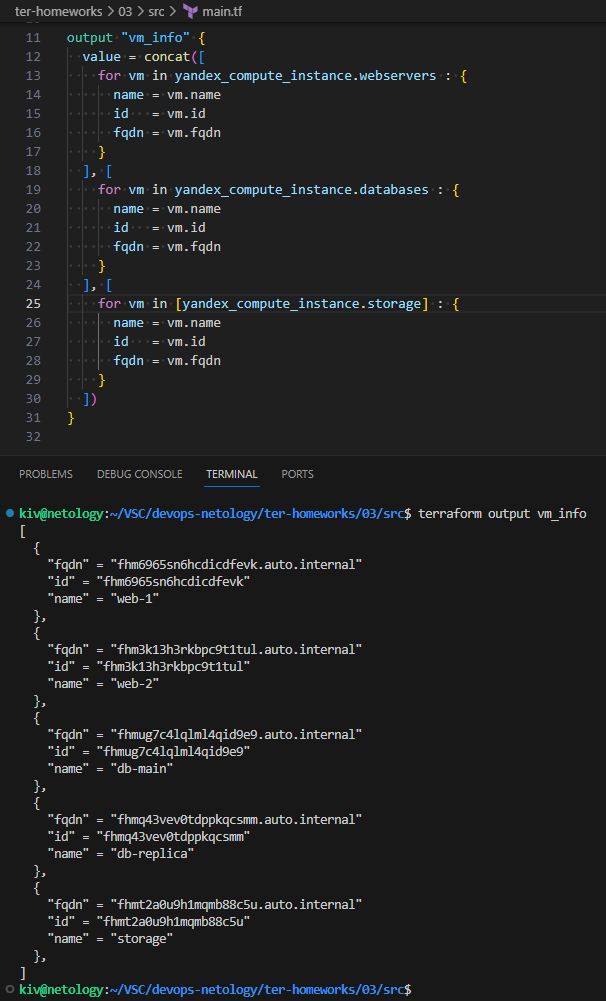 ter-homeworks > 03 > src > main.tf
11 output "vm_info" {
12 value = concat([
13 for vm in yandex_compute_instance.webservers : {
14 name = vm.name
15 id = vm.id
16 fqdn = vm.fqdn
17 }
18 ], [
19 for vm in yandex_compute_instance.databases : {
20 name = vm.name
21 id = vm.id
22 fqdn = vm.fqdn
23 }
24 ], [
25 for vm in [yandex_compute_instance.storage] : {
26 name = vm.name
27 id = vm.id
28 fqdn = vm.fqdn
29 }
30 ])
31 }
32
PROBLEMS DEBUG CONSOLE TERMINAL PORTS
kiv@netology:~/VSC/devops-netology/ter-homeworks/03/src$ terraform output vm_info
[
{
"fqdn" = "fhm6965sn6hcdicdfevk.auto.internal"
"id" = "fhm6965sn6hcdicdfevk"
"name" = "web-1"
},
{
"fqdn" = "fhm3k13h3rkbpc9t1tul.auto.internal"
"id" = "fhm3k13h3rkbpc9t1tul"
"name" = "web-2"
},
{
"fqdn" = "fhmug7c4lqlml4qid9e9.auto.internal"
"id" = "fhmug7c4lqlml4qid9e9"
"name" = "db-main"
},
{
"fqdn" = "fhmq43vev0tdppkqcsmm.auto.internal"
"id" = "fhmq43vev0tdppkqcsmm"
"name" = "db-replica"
},
{
"fqdn" = "fhmt2a0u9h1mqmb88c5u.auto.internal"
"id" = "fhmt2a0u9h1mqmb88c5u"
"name" = "storage"
},
]
kiv@netology:~/VSC/devops-netology/ter-homeworks/03/src$